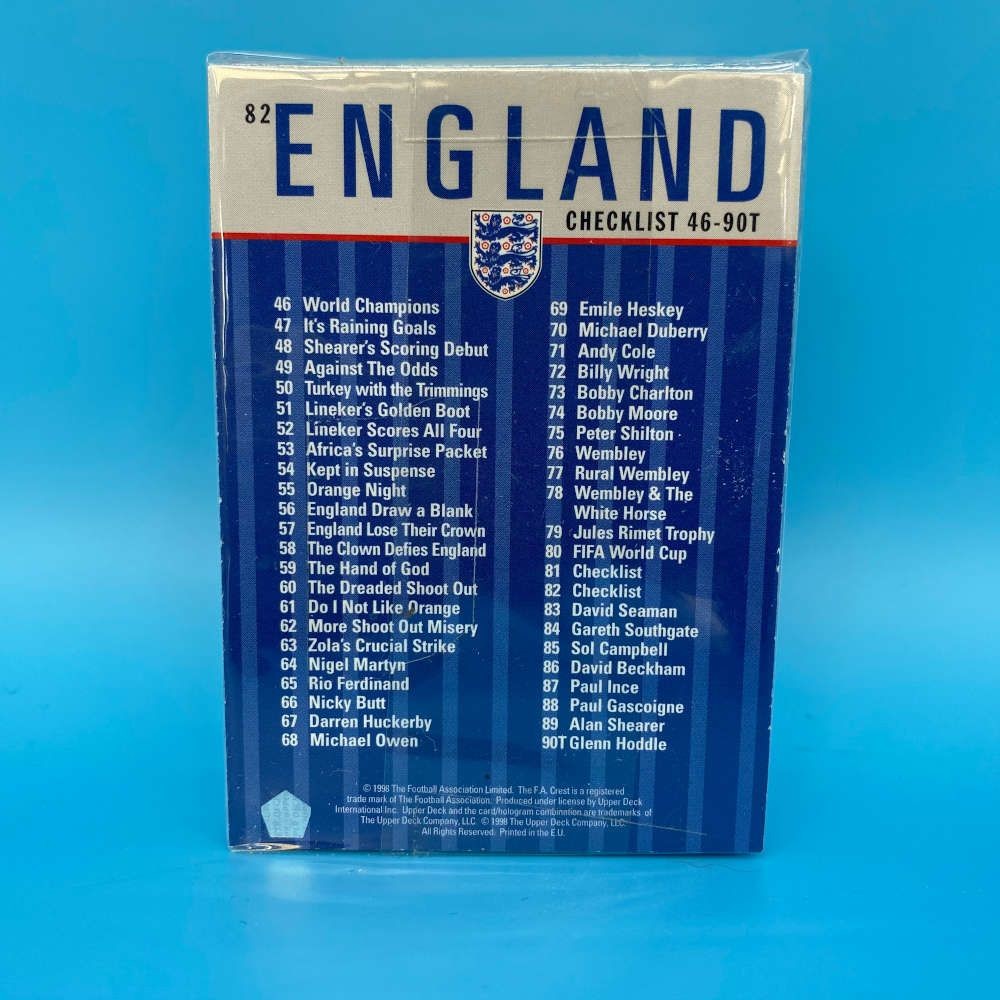 82 ENGLAND
CHECKLIST 46-90T
46 World Champions
47 It's Raining Goals
48 Shearer's Scoring Debut
49 Against The Odds
50 Turkey with the Trimmings
51 Lineker's Golden Boot
52 Lineker Scores All Four
53 Africa's Surprise Packet
54 Kept in Suspense
55 Orange Night
56 England Draw a Blank
57 England Lose Their Crown
58 The Clown Defies England
59 The Hand of God
60 The Dreaded Shoot Out
61 Do I Not Like Orange
62 More Shoot Out Misery
63 Zola's Crucial Strike
64 Nigel Martyn
65 Rio Ferdinand
66 Nicky Butt
67 Darren Huckerby
68 Michael Owen
69 Emile Heskey
70 Michael Duberry
71 Andy Cole
72 Billy Wright
73 Bobby Charlton
74 Bobby Moore
75 Peter Shilton
76 Wembley
77 Rural Wembley
78 Wembley & The
White Horse
79 Jules Rimet Trophy
80 FIFA World Cup
81 Checklist
82 Checklist
83 David Seaman
84 Gareth Southgate
85 Sol Campbell
86 David Beckham
87 Paul Ince
88 Paul Gascoigne
89 Alan Shearer
90T Glenn Hoddle
© 1998 The Football Association Limited. The F.A. Crest is a registered
trade mark of The Football Association. Produced under license by Upper Deck
International Inc. Upper Deck and the card/hologram combination are trademarks of
The Upper Deck Company, LLC © 1998 The Upper Deck Company, LLC.
All Rights Reserved. Printed in the E.U.